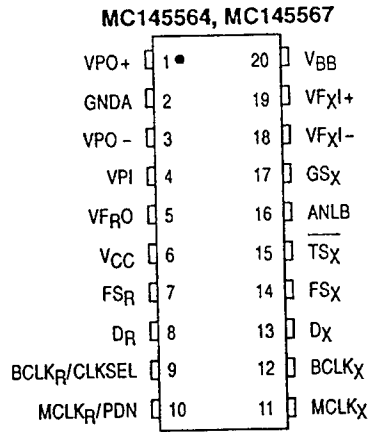 MC145564, MC145567
VPO+ 1 20 VBB
GNDA 2 19 VFXI+
VPO- 3 18 VFXI-
VPI 4 17 GSX
VFRO 5 16 ANLB
VCC 6 15 TSX
FSR 7 14 FSX
DR 8 13 DX
BCLKR/CLKSEL 9 12 BCLKX
MCLKR/PDN 10 11 MCLKX